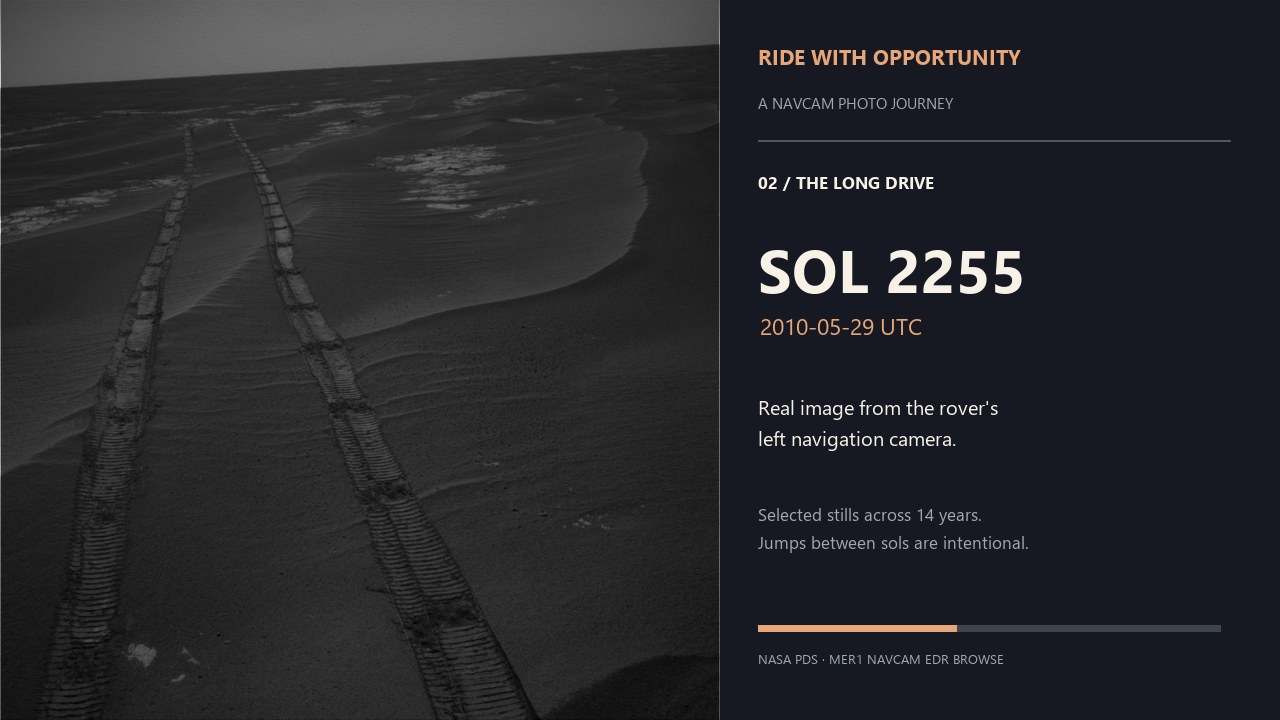 RIDE WITH OPPORTUNITY
A NAVCAM PHOTO JOURNEY
02 / THE LONG DRIVE
SOL 2255
2010-05-29 UTC
Real image from the rover's
left navigation camera.
Selected stills across 14 years.
Jumps between sols are intentional.
NASA PDS · MER1 NAVCAM EDR BROWSE